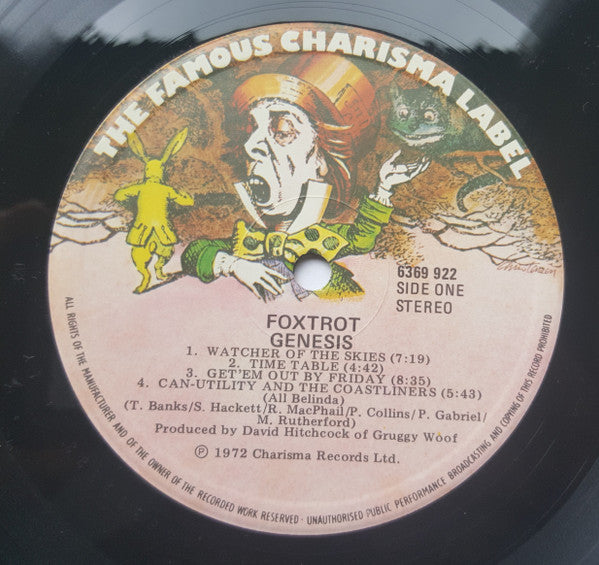 THE FAMOUS CHARISMA LABEL
6369 922
SIDE ONE
STEREO
FOXTROT
GENESIS
1. WATCHER OF THE SKIES (7:19)
2. TIME TABLE (4:42)
3. GET'EM OUT BY FRIDAY (8:35)
4. CAN-UTILITY AND THE COASTLINERS (5:43)
(All Belinda)
(T. Banks/S. Hackett/R. MacPhail/P. Collins/P. Gabriel/
M. Rutherford)
Produced by David Hitchcock of Gruggy Woof
Ⓟ 1972 Charisma Records Ltd.
ALL RIGHTS OF THE MANUFACTURER AND OF THE OWNER OF THE RECORDED WORK RESERVED · UNAUTHORISED PUBLIC PERFORMANCE BROADCASTING AND COPYING OF THIS RECORD PROHIBITED